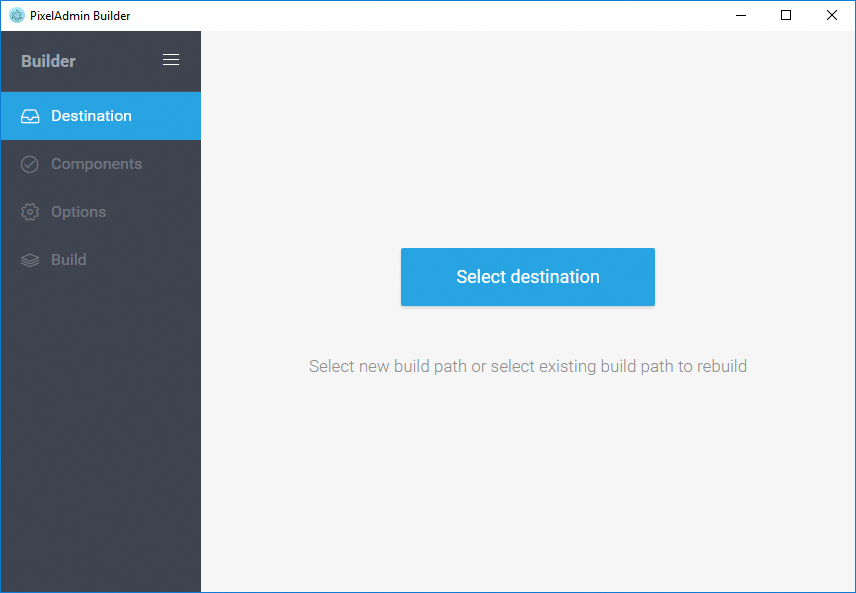 PixelAdmin Builder
Builder
Destination
Components
Options
Build
Select destination
Select new build path or select existing build path to rebuild